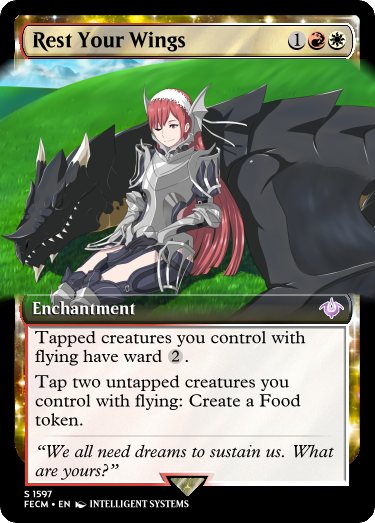 Rest Your Wings 1
Enchantment
Tapped creatures you control with
flying have ward 2.
Tap two untapped creatures you
control with flying: Create a Food
token.
“We all need dreams to sustain us. What
are yours?”
S 1597
FECM • EN INTELLIGENT SYSTEMS